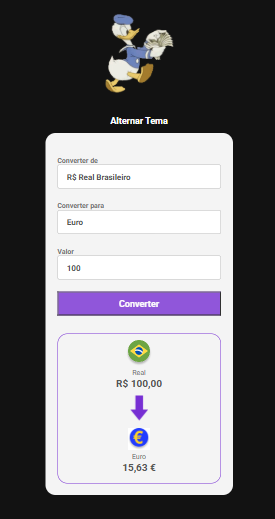 Alternar Tema
Converter de
R$ Real Brasileiro
Converter para
Euro
Valor
100
Converter
Real
R$ 100,00
€
Euro
15,63 €